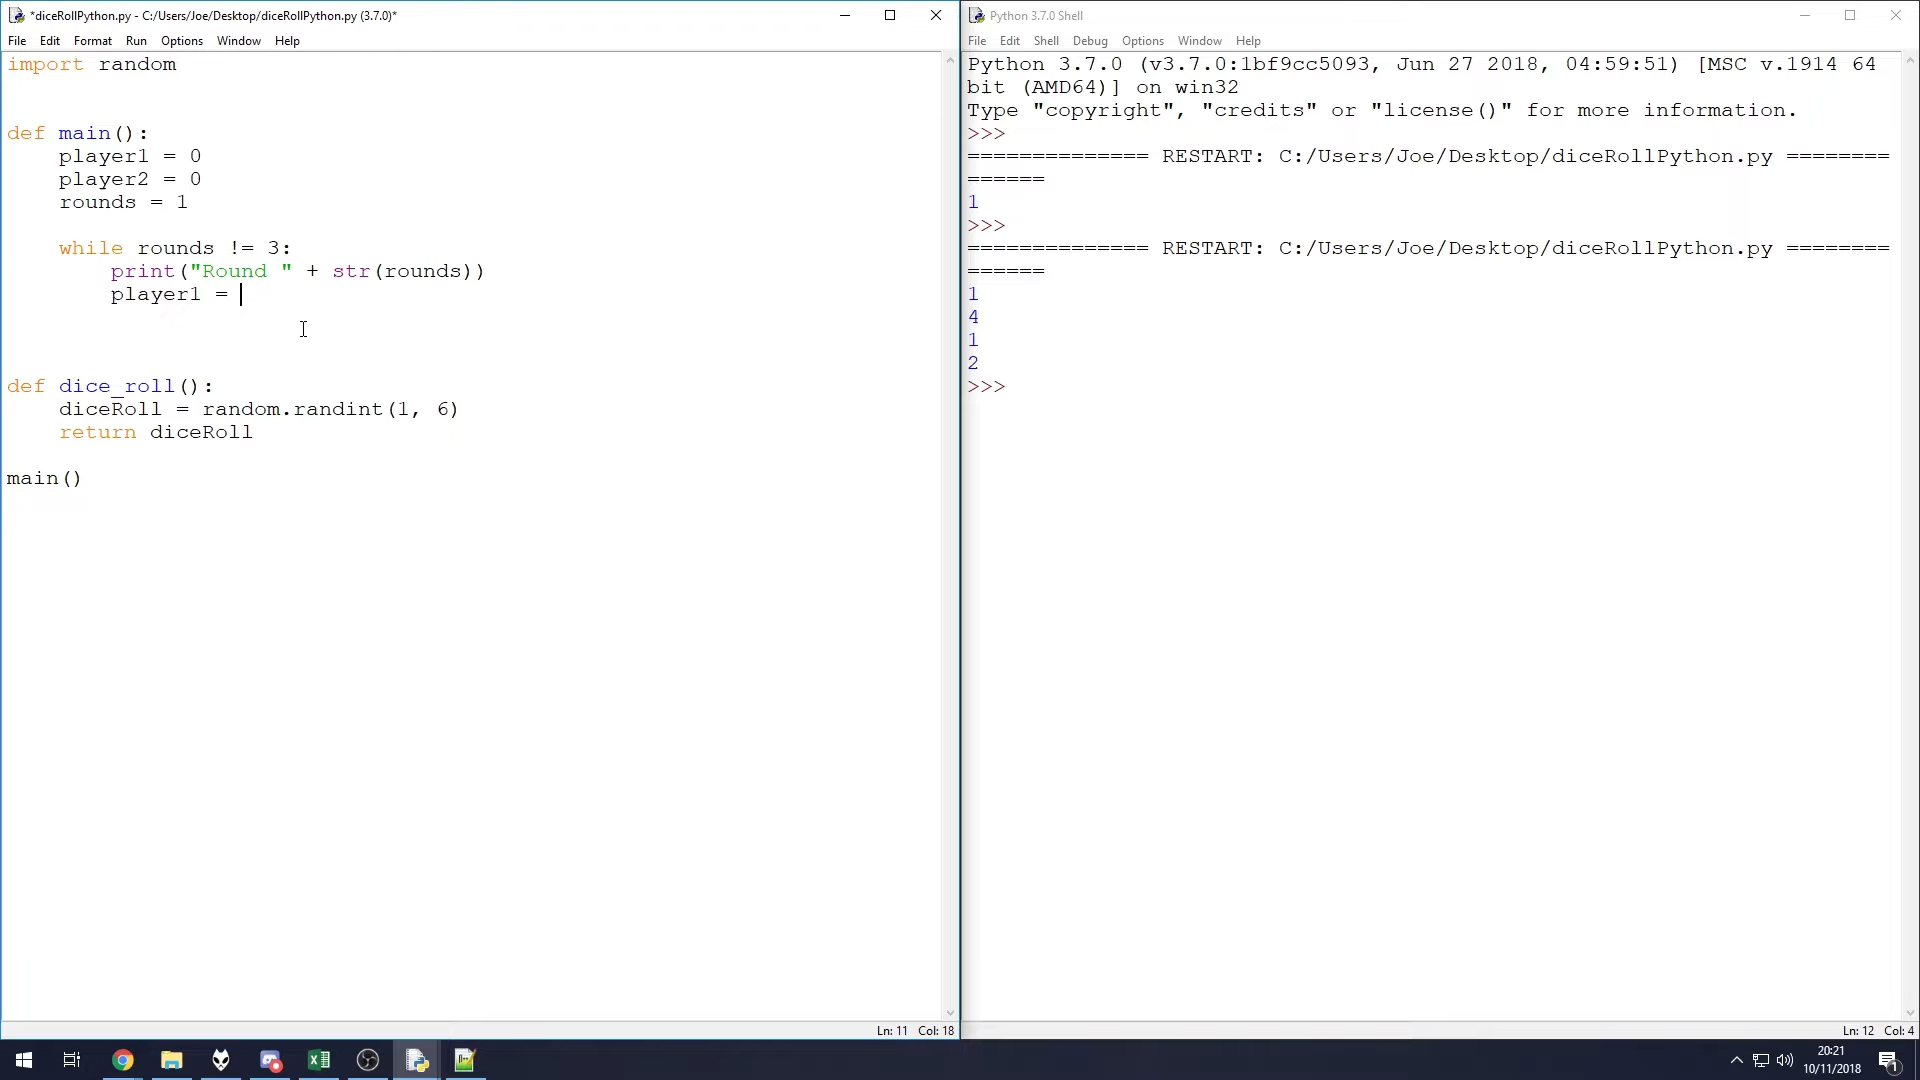 *diceRollPython.py - C:/Users/Joe/Desktop/diceRollPython.py (3.7.0)*
File Edit Format Run Options Window Help
import random
def main():
    player1 = 0
    player2 = 0
    rounds = 1
    while rounds != 3:
        print("Round " + str(rounds))
        player1 =
def dice_roll():
    diceRoll = random.randint(1, 6)
    return diceRoll
main()
Ln: 11 Col: 18
Python 3.7.0 Shell
File Edit Shell Debug Options Window Help
Python 3.7.0 (v3.7.0:1bf9cc5093, Jun 27 2018, 04:59:51) [MSC v.1914 64
bit (AMD64)] on win32
Type "copyright", "credits" or "license()" for more information.
>>>
============== RESTART: C:/Users/Joe/Desktop/diceRollPython.py ========
======
1
>>>
============== RESTART: C:/Users/Joe/Desktop/diceRollPython.py ========
======
1
4
1
2
>>>
Ln: 12 Col: 4
20:21
10/11/2018
1